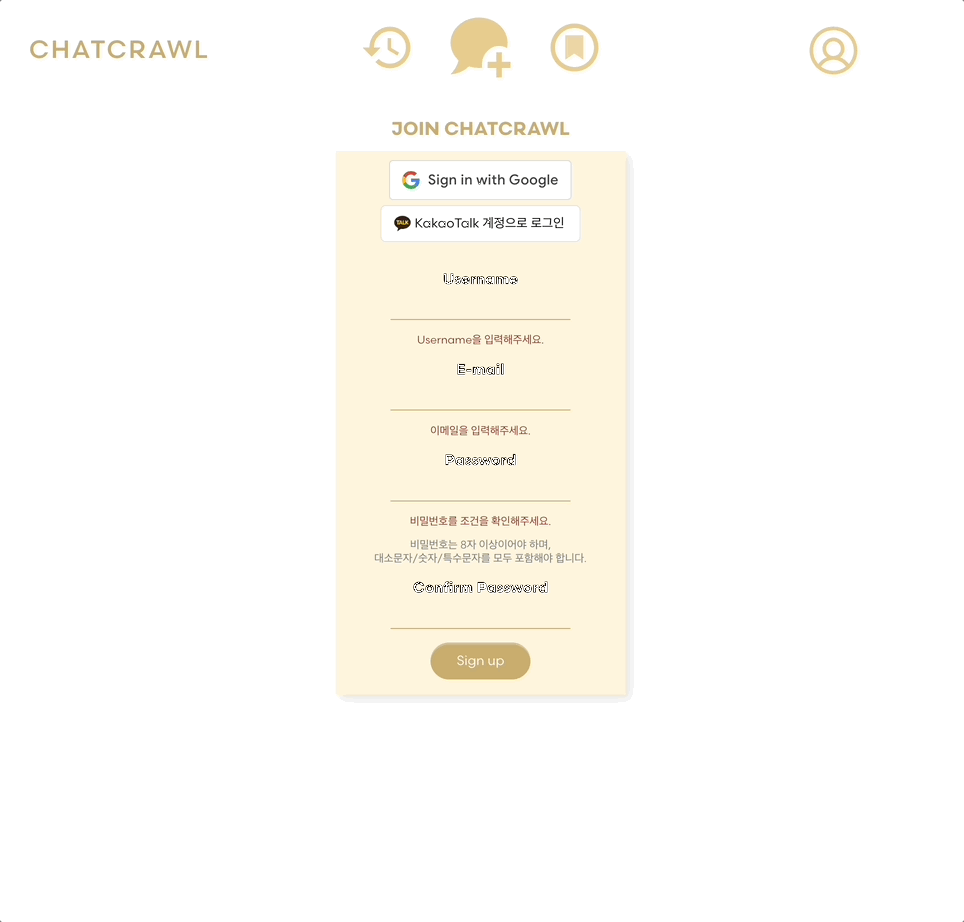 CHATCRAWL
JOIN CHATCRAWL
Sign in with Google
TALK KakaoTalk 계정으로 로그인
Username
Username을 입력해주세요.
E-mail
이메일을 입력해주세요.
Password
비밀번호를 조건을 확인해주세요.
비밀번호는 8자 이상이어야 하며,
대소문자/숫자/특수문자를 모두 포함해야 합니다.
Confirm Password
Sign up